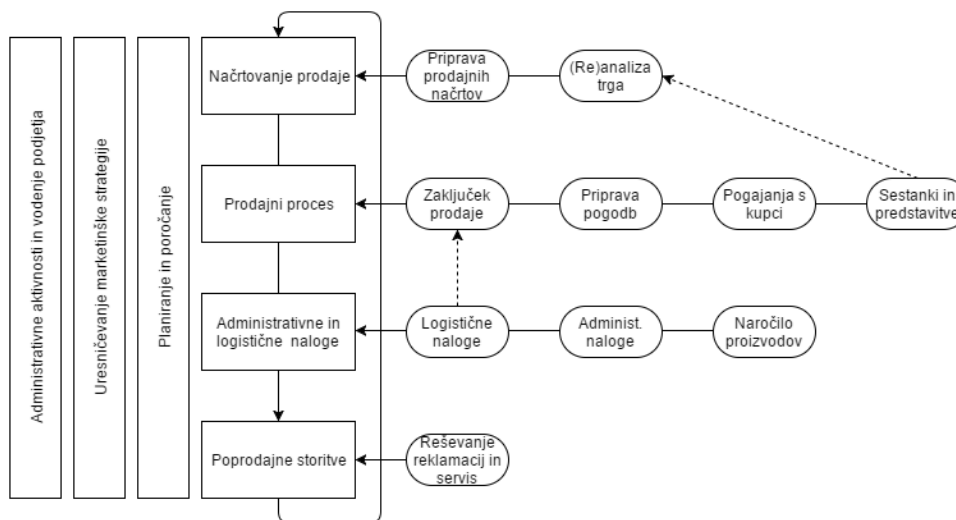 Administrativne aktivnosti in vodenje podjetja
Uresničevanje marketinške strategije
Planiranje in poročanje
Načrtovanje prodaje
Priprava
prodajnih
načrtov
(Re)analiza
trga
Prodajni proces
Zaključek
prodaje
Priprava
pogodb
Pogajanja s
kupci
Sestanki in
predstavitve
Administrativne in
logistične naloge
Logistične
naloge
Administ.
naloge
Naročilo
proizvodov
Poprodajne storitve
Reševanje
reklamacij in
servis